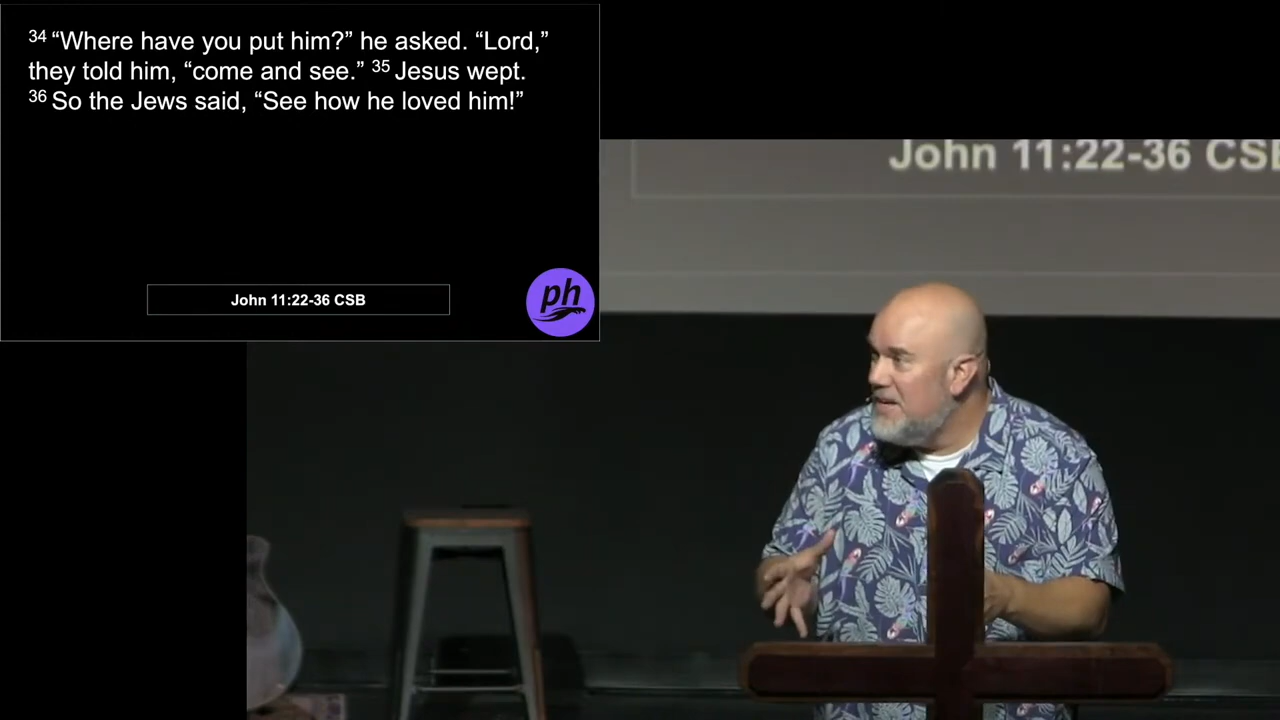 34 “Where have you put him?” he asked. “Lord,”
they told him, “come and see.” 35 Jesus wept.
36 So the Jews said, “See how he loved him!”
John 11:22-36 CSB
ph
John 11:22-36 CSB